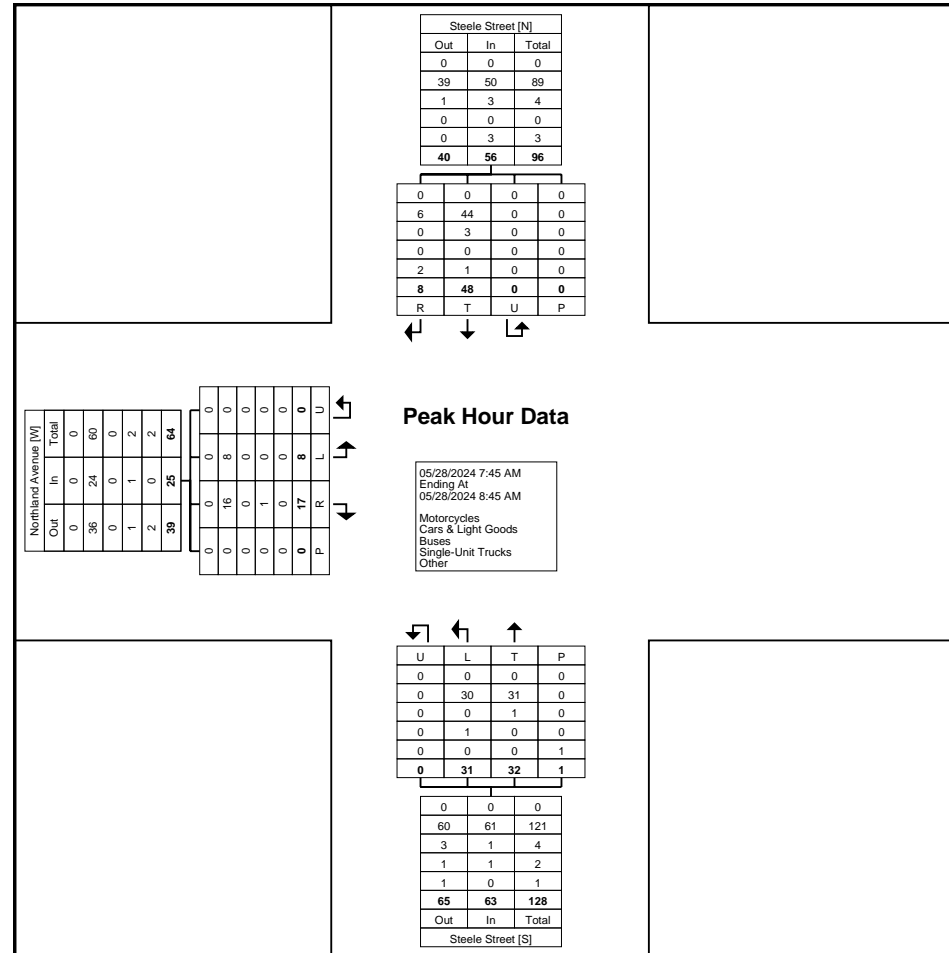 Steele Street [N]
Out In Total
0 0 0
39 50 89
1 3 4
0 0 0
0 3 3
40 56 96
0 0 0 0
6 44 0 0
0 3 0 0
0 0 0 0
2 1 0 0
8 48 0 0
R T U P
Northland Avenue [W]
Out In Total
0 0 0
36 24 60
0 0 0
1 1 2
2 0 2
39 25 64
0 0 0 0
0 16 8 0
0 0 0 0
0 1 0 0
0 0 0 0
0 17 8 0
P R L U
Peak Hour Data
05/28/2024 7:45 AM
Ending At
05/28/2024 8:45 AM
Motorcycles
Cars & Light Goods
Buses
Single-Unit Trucks
Other
U L T P
0 0 0 0
0 30 31 0
0 0 1 0
0 1 0 0
0 0 0 1
0 31 32 1
0 0 0
60 61 121
3 1 4
1 1 2
1 0 1
65 63 128
Out In Total
Steele Street [S]